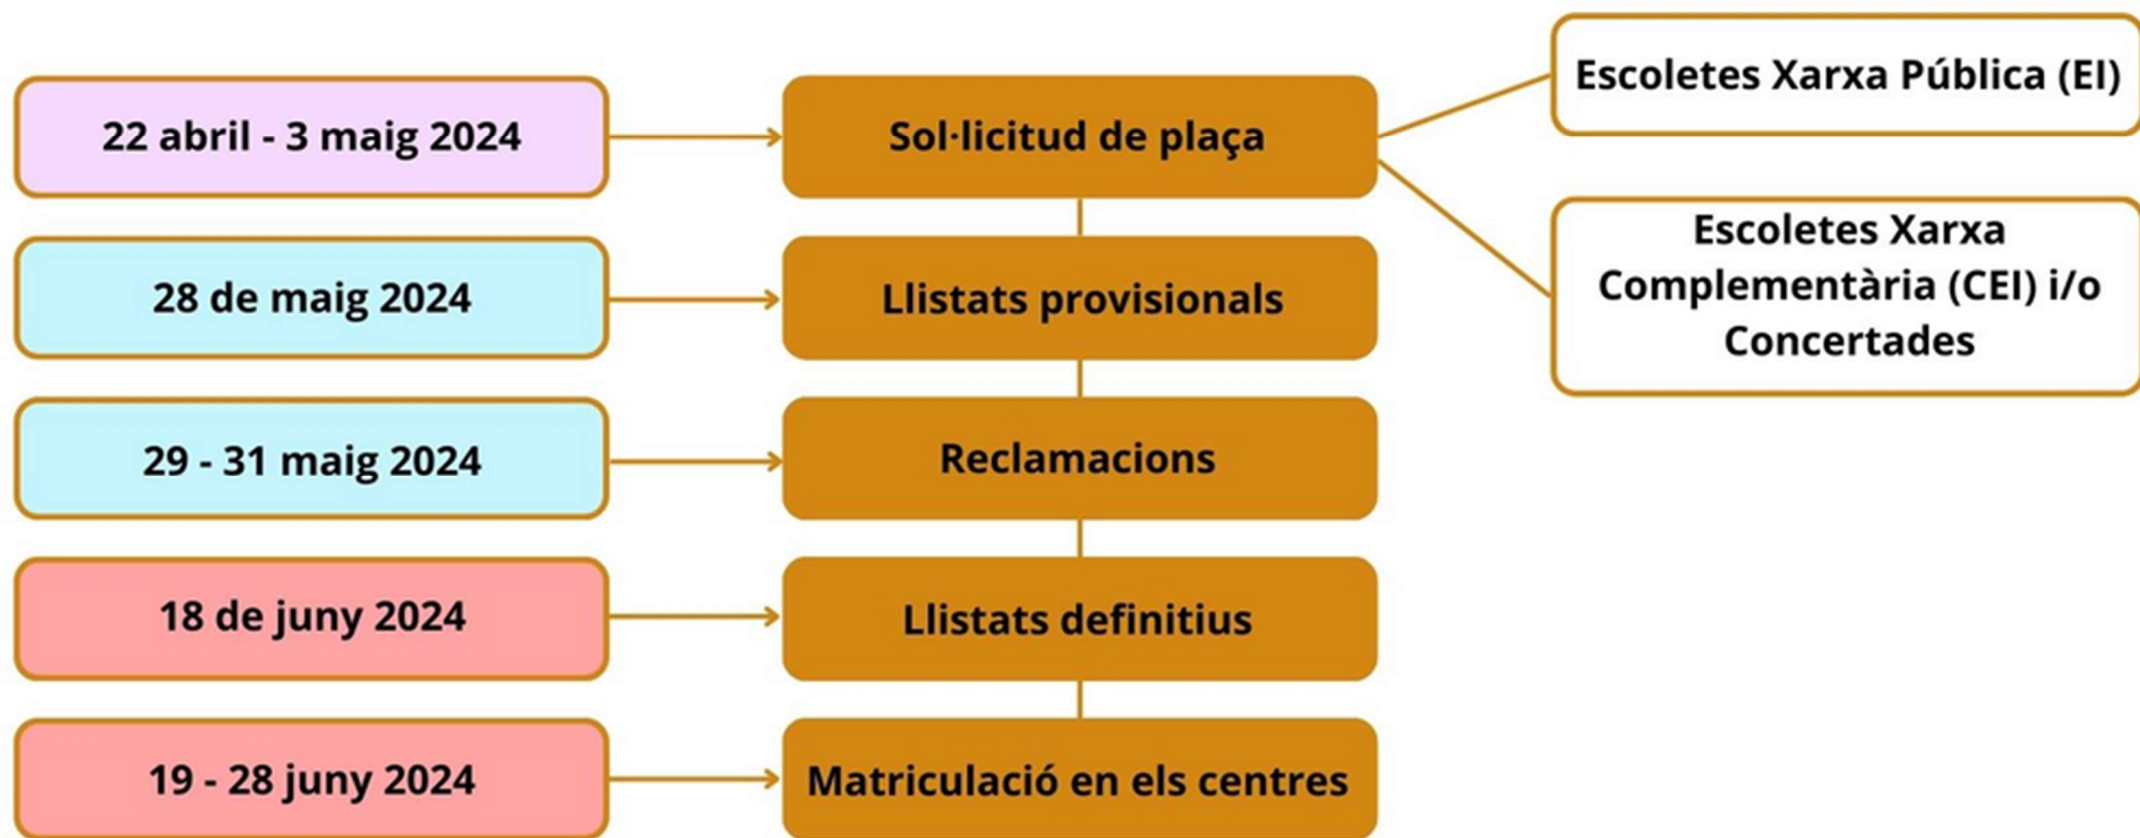 22 abril - 3 maig 2024
Sol·licitud de plaça
Escoletes Xarxa Pública (EI)
Escoletes Xarxa
Complementària (CEI) i/o
Concertades
28 de maig 2024
Llistats provisionals
29 - 31 maig 2024
Reclamacions
18 de juny 2024
Llistats definitius
19 - 28 juny 2024
Matriculació en els centres